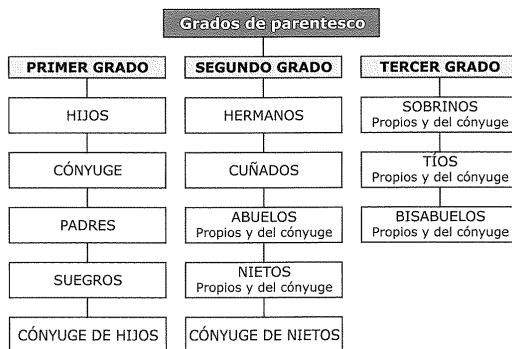 Grados de parentesco
PRIMER GRADO
HIJOS
CÓNYUGE
PADRES
SUEGROS
CÓNYUGE DE HIJOS
SEGUNDO GRADO
HERMANOS
CUÑADOS
ABUELOS
Propios y del cónyuge
NIETOS
Propios y del cónyuge
CÓNYUGE DE NIETOS
TERCER GRADO
SOBRINOS
Propios y del cónyuge
TÍOS
Propios y del cónyuge
BISABUELOS
Propios y del cónyuge